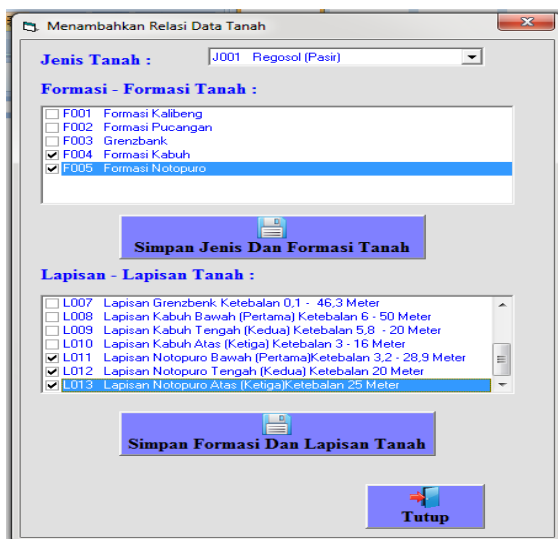 Menambahkan Relasi Data Tanah
Jenis Tanah : J001 Regosol (Pasir)
Formasi - Formasi Tanah :
F001 Formasi Kalibeng
F002 Formasi Pucangan
F003 Grenzbank
F004 Formasi Kabuh
F005 Formasi Notopuro
Simpan Jenis Dan Formasi Tanah
Lapisan - Lapisan Tanah :
L007 Lapisan Grenzbenk Ketebalan 0,1 - 46,3 Meter
L008 Lapisan Kabuh Bawah (Pertama) Ketebalan 6 - 50 Meter
L009 Lapisan Kabuh Tengah (Kedua) Ketebalan 5,8 - 20 Meter
L010 Lapisan Kabuh Atas (Ketiga) Ketebalan 3 - 16 Meter
L011 Lapisan Notopuro Bawah (Pertama)Ketebalan 3,2 - 28,9 Meter
L012 Lapisan Notopuro Tengah (Kedua) Ketebalan 20 Meter
L013 Lapisan Notopuro Atas (Ketiga)Ketebalan 25 Meter
Simpan Formasi Dan Lapisan Tanah
Tutup